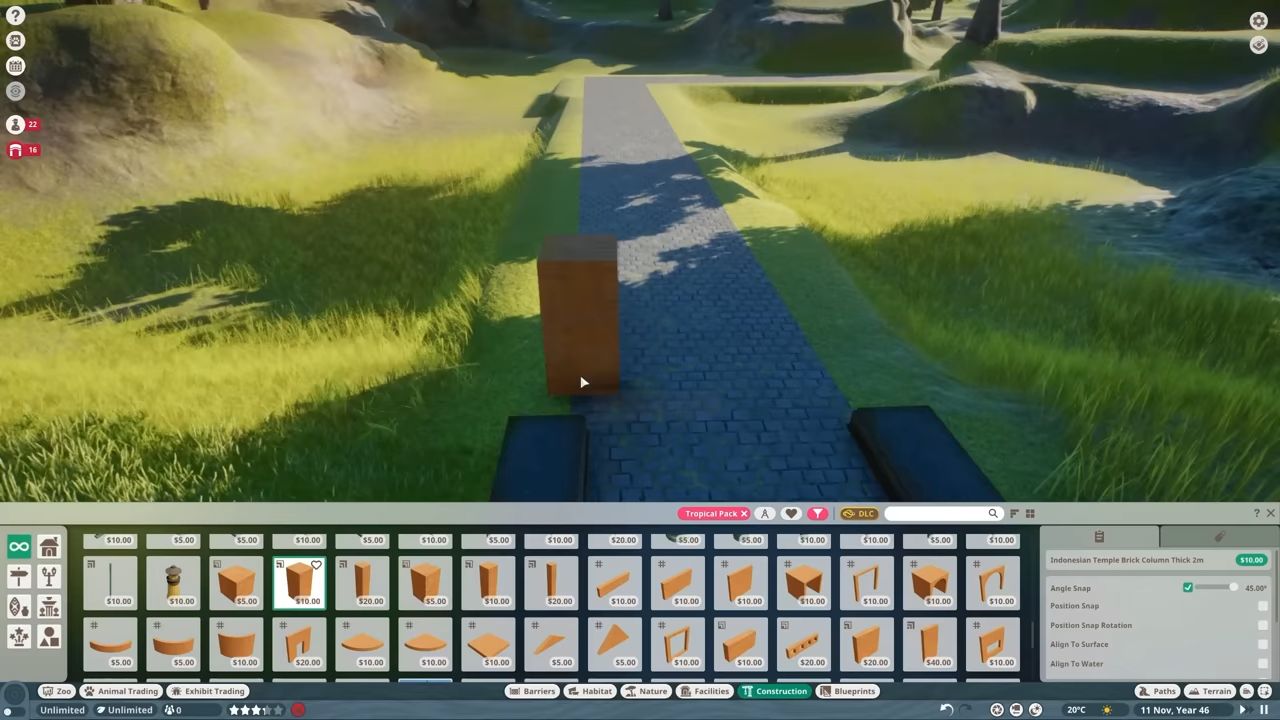 ?
22
16
Tropical Pack ×
DLC
? ×
$10.00 $5.00 $5.00 $10.00 $10.00 $5.00 $10.00 $5.00 $20.00 $5.00 $10.00 $5.00 $10.00 $10.00 $10.00
$10.00 $10.00 $5.00 $10.00 $20.00 $5.00 $10.00 $20.00 $10.00 $10.00 $10.00 $10.00 $10.00 $10.00 $10.00
$5.00 $5.00 $10.00 $20.00 $10.00 $10.00 $10.00 $5.00 $5.00 $10.00 $10.00 $20.00 $20.00 $40.00 $10.00
Indonesian Temple Brick Column Thick 2m $10.00
Angle Snap 45.00°
Position Snap
Position Snap Rotation
Align To Surface
Align To Water
Zoo Animal Trading Exhibit Trading Barriers Habitat Nature Facilities Construction Blueprints Paths Terrain
Unlimited Unlimited 0 20°C 11 Nov, Year 46